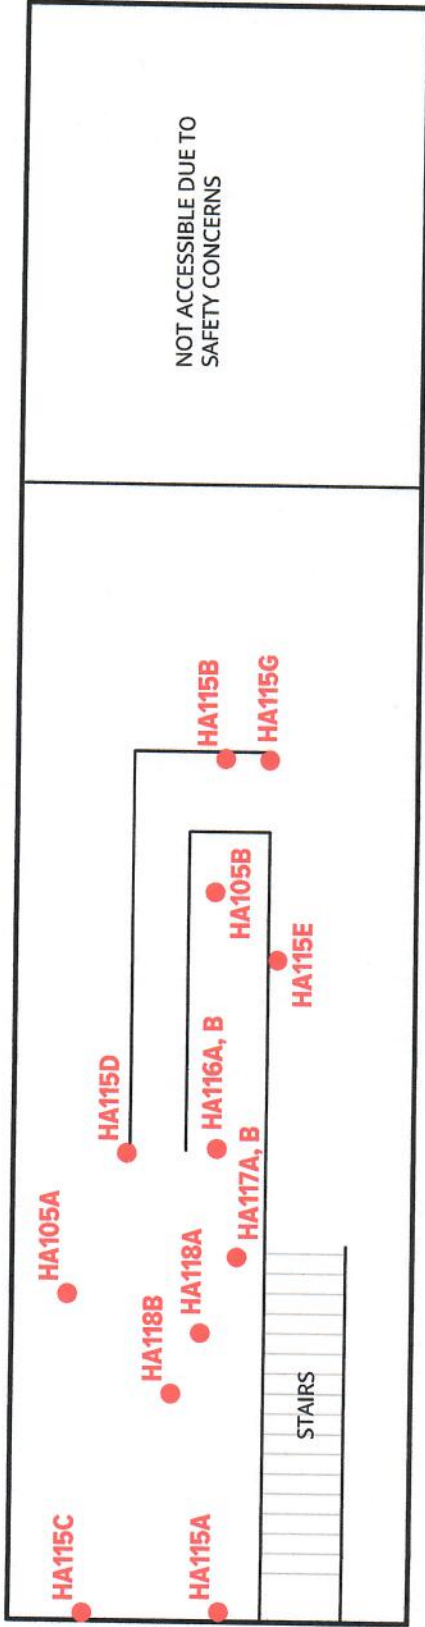 HA115C
HA115A
HA118B
HA118A
HA105A
HA117A, B
HA115D
HA116A, B
HA115E
HA105B
HA115B
HA115G
STAIRS
NOT ACCESSIBLE DUE TO
SAFETY CONCERNS